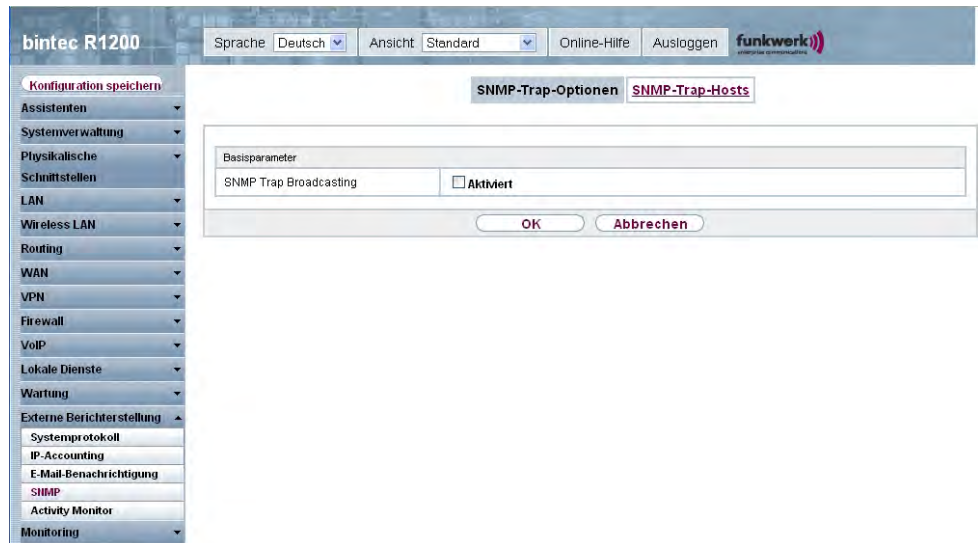 bintec R1200
Sprache Deutsch Ansicht Standard Online-Hilfe Ausloggen funkwerk
Konfiguration speichern
Assistenten
Systemverwaltung
Physikalische
Schnittstellen
LAN
Wireless LAN
Routing
WAN
VPN
Firewall
VoIP
Lokale Dienste
Wartung
Externe Berichterstellung
Systemprotokoll
IP-Accounting
E-Mail-Benachrichtigung
SNMP
Activity Monitor
Monitoring
SNMP-Trap-Optionen SNMP-Trap-Hosts
Basisparameter
SNMP Trap Broadcasting Aktiviert
OK Abbrechen